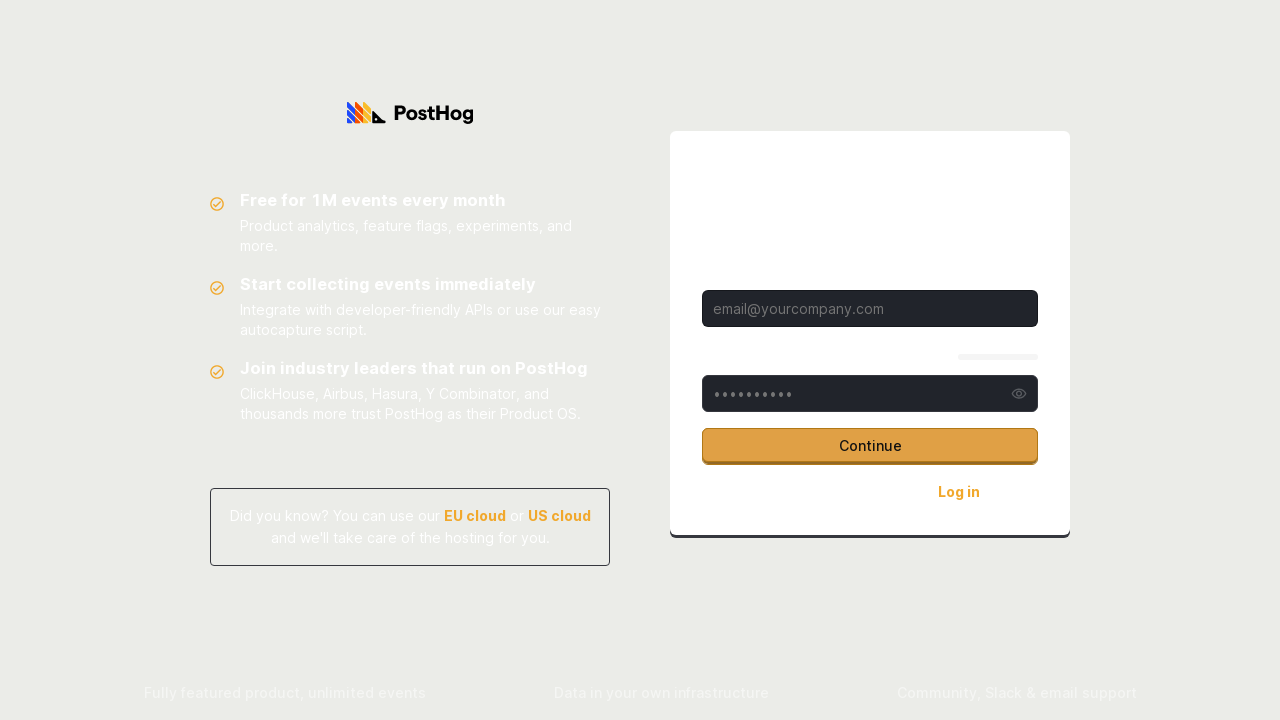 PostHog
Free for 1M events every month
Product analytics, feature flags, experiments, and
more.
Start collecting events immediately
Integrate with developer-friendly APIs or use our easy
autocapture script.
Join industry leaders that run on PostHog
ClickHouse, Airbus, Hasura, Y Combinator, and
thousands more trust PostHog as their Product OS.
Did you know? You can use our EU cloud or US cloud
and we'll take care of the hosting for you.
email@yourcompany.com
••••••••••
Continue
Log in
Fully featured product, unlimited events
Data in your own infrastructure
Community, Slack & email support